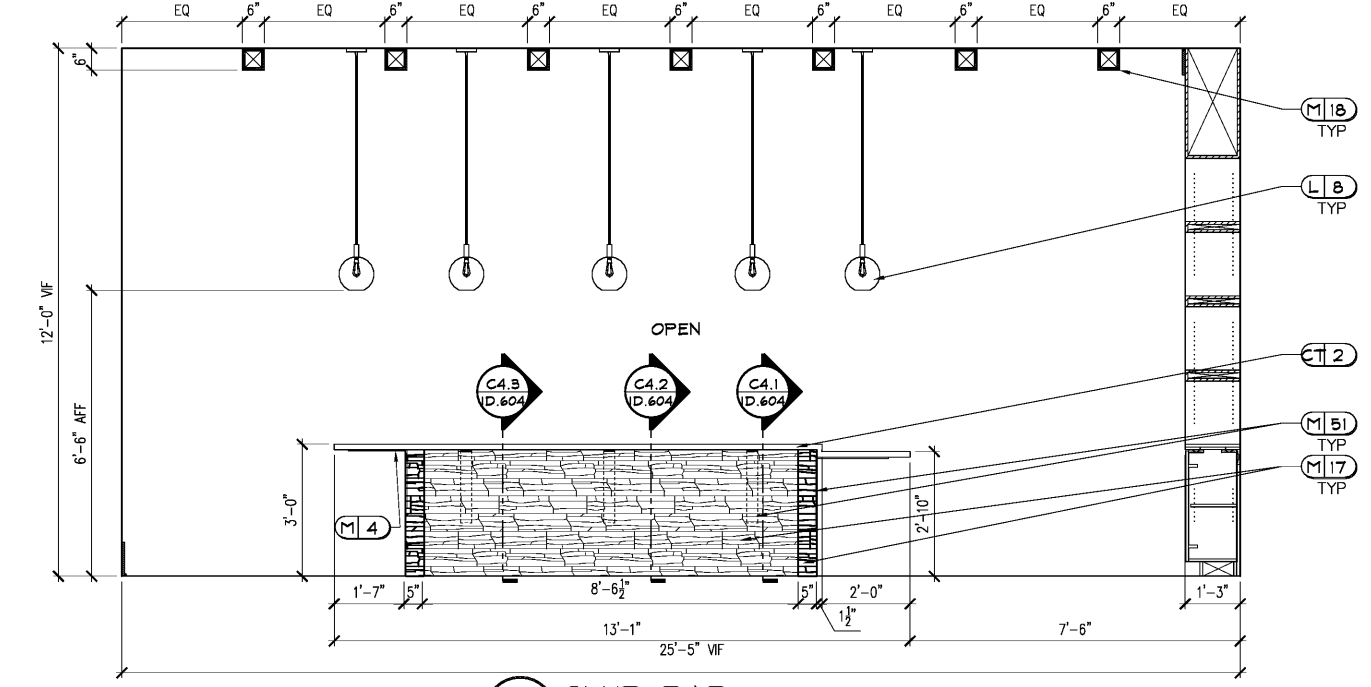 EQ 6" EQ 6" EQ 6" EQ 6" EQ 6" EQ 6" EQ 6" EQ
6"
M 18
TYP
L 8
TYP
12'-0" VIF
OPEN
CT 2
C4.3
ID.604
C4.2
ID.604
C4.1
ID.604
6'-6" AFF
M 51
TYP
M 17
TYP
3'-0"
M 4
2'-10"
1'-7" 5" 8'-6½" 5" 2'-0" 1'-3"
1½"
13'-1" 7'-6"
25'-5" VIF